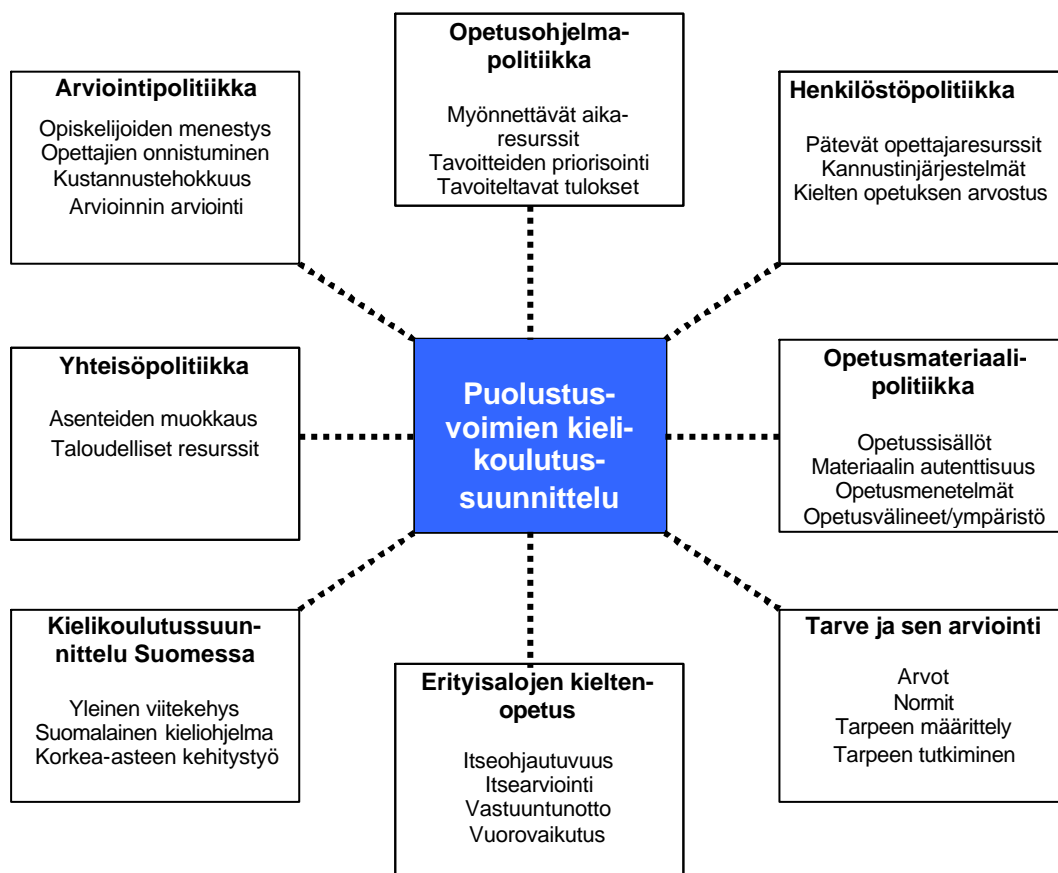 Arviointipolitiikka
Opiskelijoiden menestys
Opettajien onnistuminen
Kustannustehokkuus
Arvioinnin arviointi
Opetusohjelma-
politiikka
Myönnettävät aika-
resurssit
Tavoitteiden priorisointi
Tavoiteltavat tulokset
Henkilöstöpolitiikka
Pätevät opettajaresurssit
Kannustinjärjestelmät
Kielten opetuksen arvostus
Yhteisöpolitiikka
Asenteiden muokkaus
Taloudelliset resurssit
Puolustus-
voimien kieli-
koulutus-
suunnittelu
Opetusmateriaali-
politiikka
Opetussisällöt
Materiaalin autenttisuus
Opetusmenetelmät
Opetusvälineet/ympäristö
Kielikoulutussuun-
nittelu Suomessa
Yleinen viitekehys
Suomalainen kieliohjelma
Korkea-asteen kehitystyö
Erityisalojen kielten-
opetus
Itseohjautuvuus
Itsearviointi
Vastuuntunotto
Vuorovaikutus
Tarve ja sen arviointi
Arvot
Normit
Tarpeen määrittely
Tarpeen tutkiminen